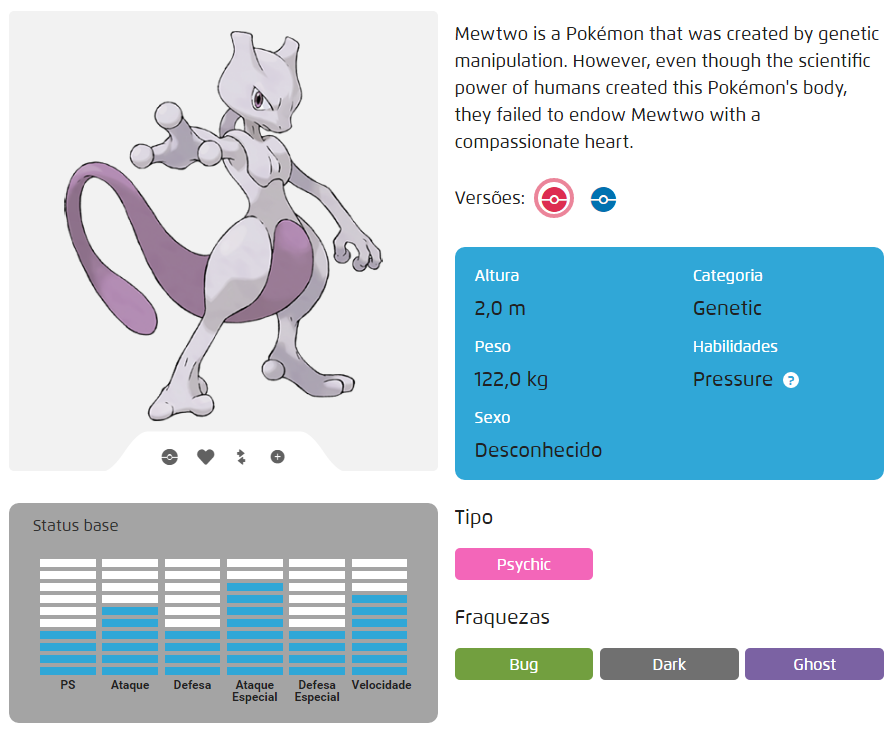 Mewtwo is a Pokémon that was created by genetic
manipulation. However, even though the scientific
power of humans created this Pokémon's body,
they failed to endow Mewtwo with a
compassionate heart.
Versões:
Altura
2,0 m
Categoria
Genetic
Peso
122,0 kg
Habilidades
Pressure ?
Sexo
Desconhecido
Status base
PS
Ataque
Defesa
Ataque
Especial
Defesa
Especial
Velocidade
Tipo
Psychic
Fraquezas
Bug
Dark
Ghost